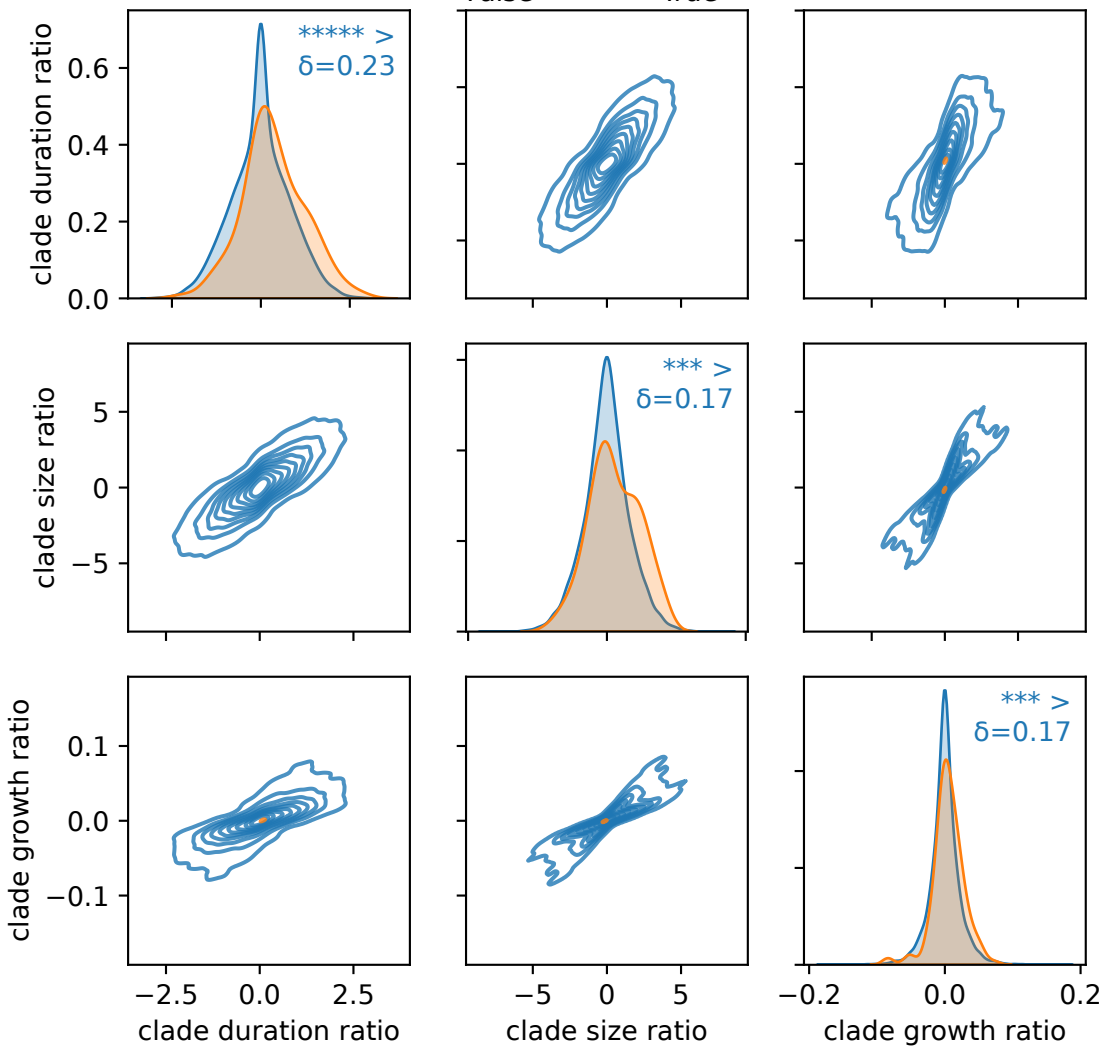 ***** >
δ=0.23
clade duration ratio
0.6
0.4
0.2
0.0
*** >
δ=0.17
clade size ratio
5
0
−5
*** >
δ=0.17
clade growth ratio
0.1
0.0
−0.1
−2.5 0.0 2.5 −5 0 5 −0.2 0.0 0.2
clade duration ratio clade size ratio clade growth ratio